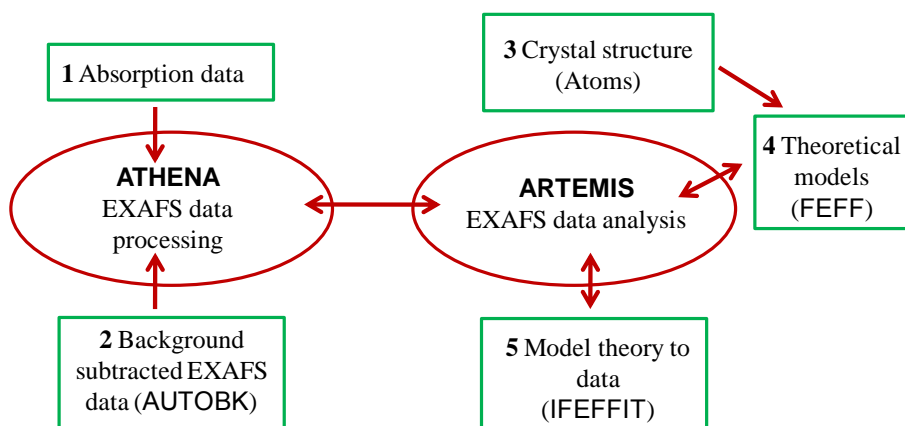 1 Absorption data
3 Crystal structure
(Atoms)
ATHENA
EXAFS data
processing
ARTEMIS
EXAFS data analysis
4 Theoretical
models
(FEFF)
2 Background
subtracted EXAFS
data (AUTOBK)
5 Model theory to
data
(IFEFFIT)